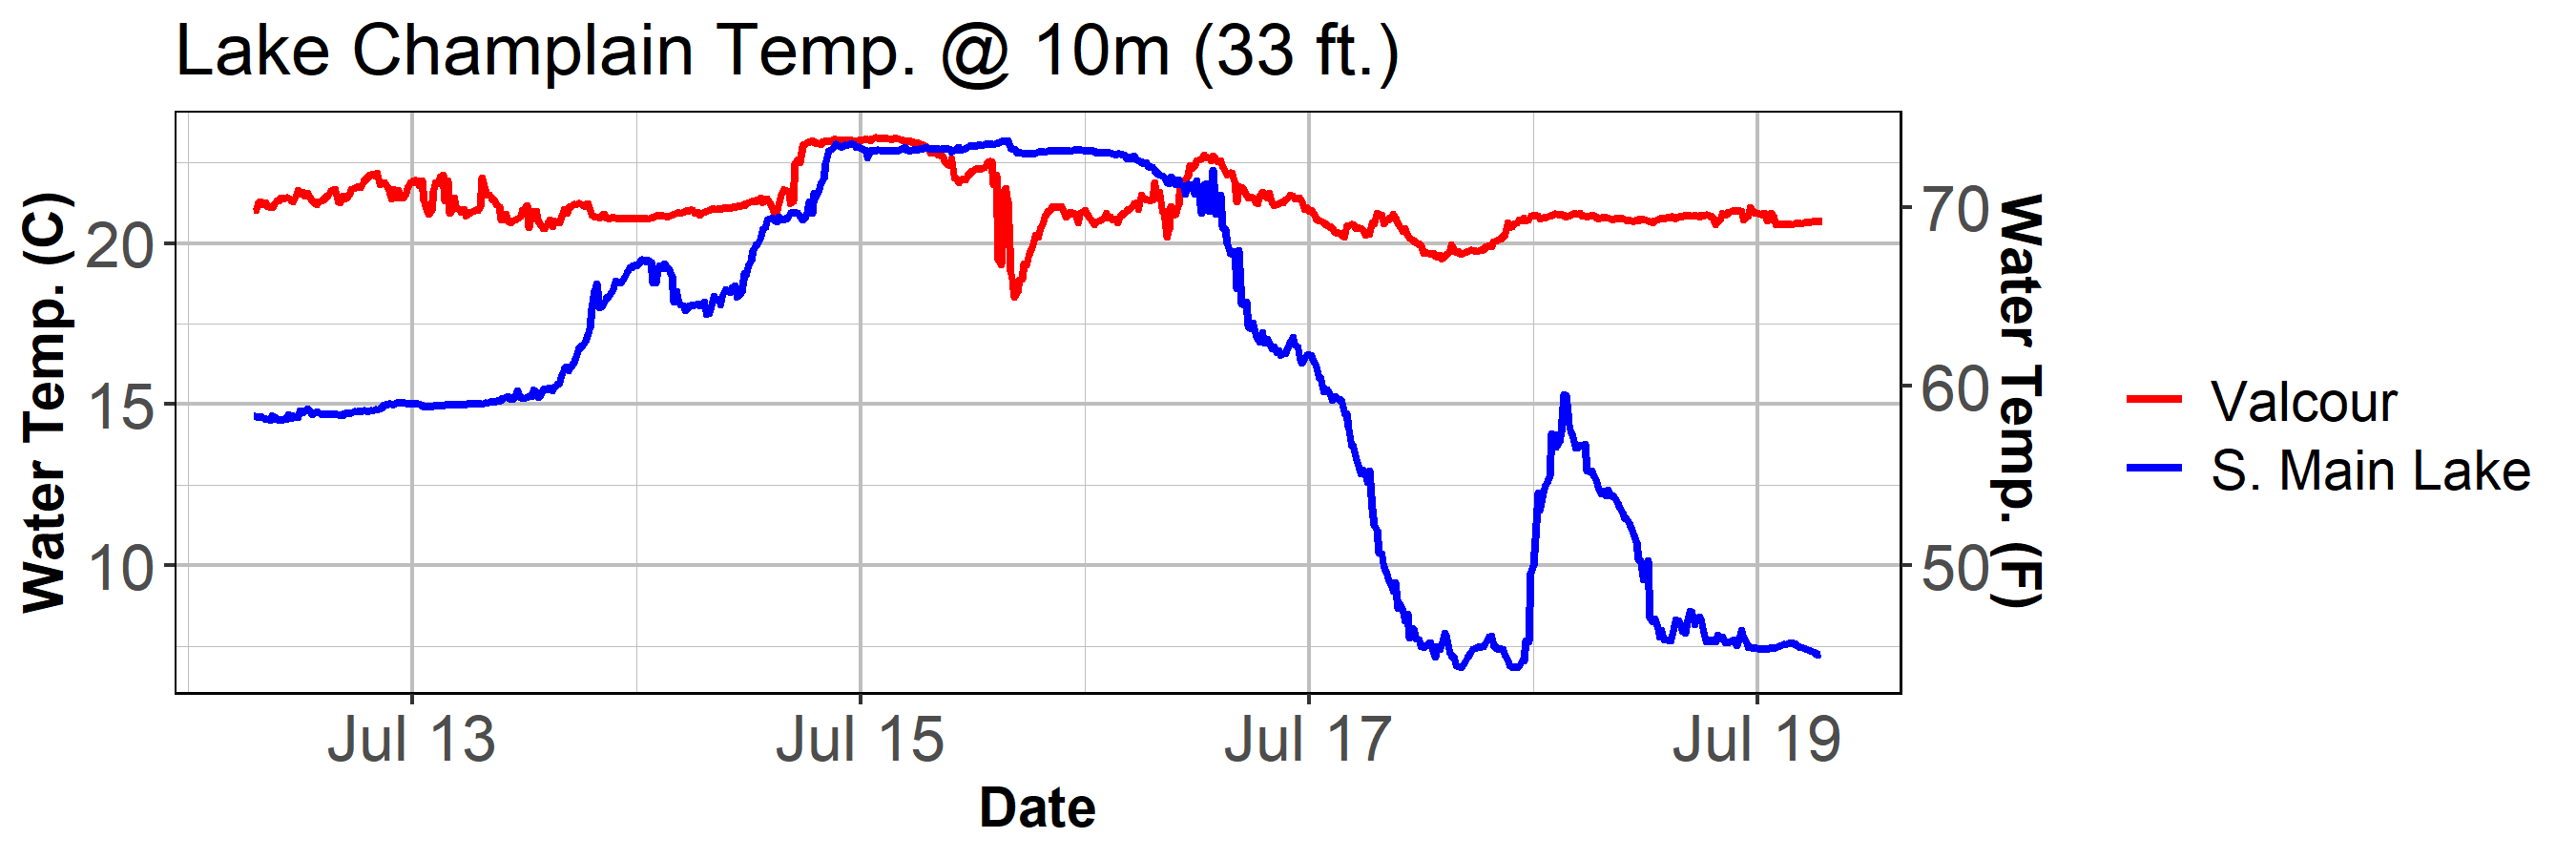 Lake Champlain Temp. @ 10m (33 ft.)
Water Temp. (C)
20
15
10
70
60
50
Water Temp. (F)
Jul 13
Jul 15
Jul 17
Jul 19
Date
Valcour
S. Main Lake